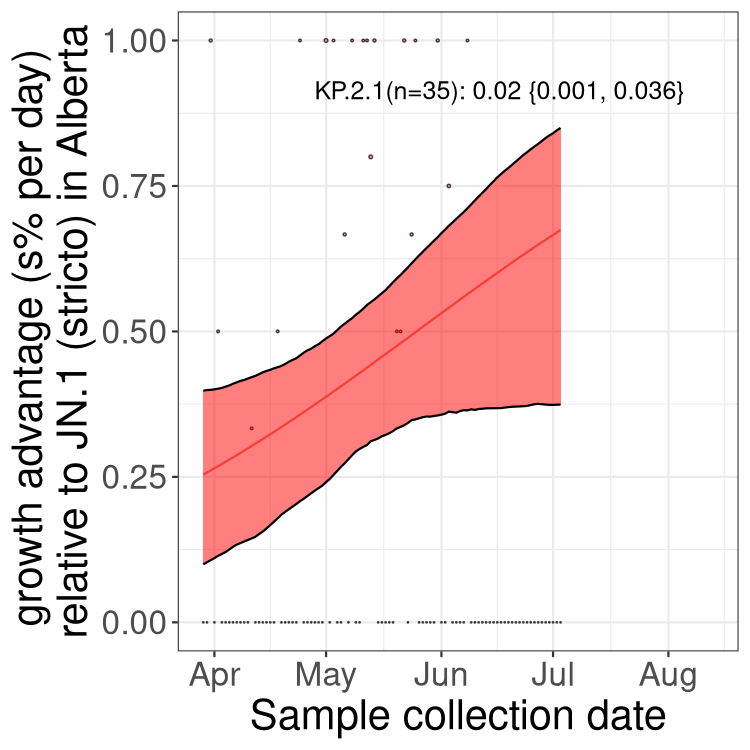 growth advantage (s% per day)
relative to JN.1 (stricto) in Alberta
1.00
0.75
0.50
0.25
0.00
KP.2.1(n=35): 0.02 {0.001, 0.036}
Apr May Jun Jul Aug
Sample collection date